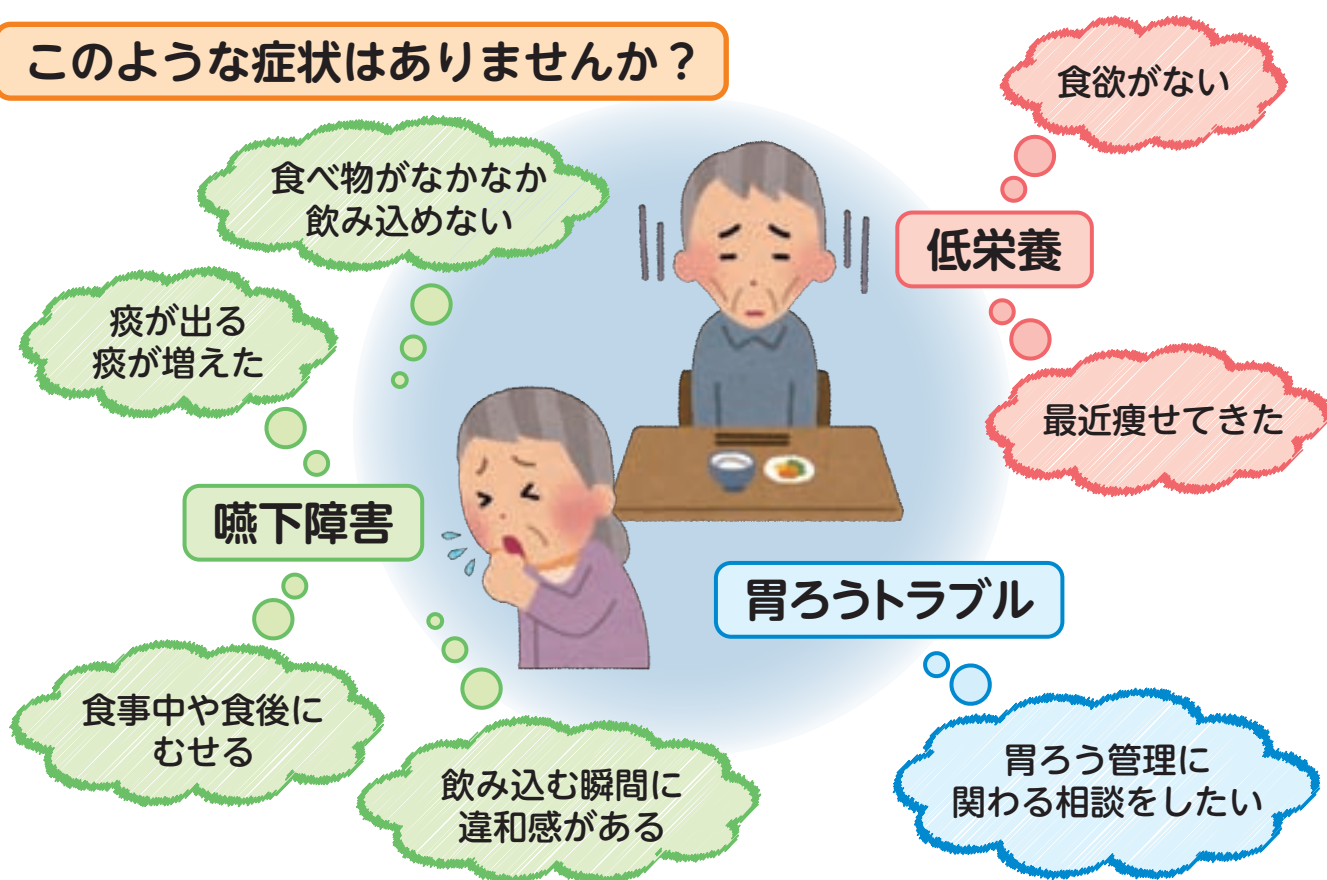 このような症状はありませんか？
食べ物がなかなか
飲み込めない
痰が出る
痰が増えた
嚥下障害
食事中や食後に
むせる
飲み込む瞬間に
違和感がある
食欲がない
低栄養
最近痩せてきた
胃ろうトラブル
胃ろう管理に
関わる相談をしたい